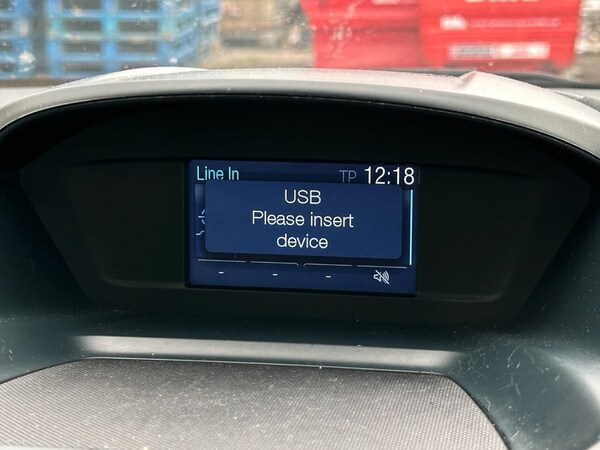 Line In TP 12:18
USB
Please insert
device
- - -